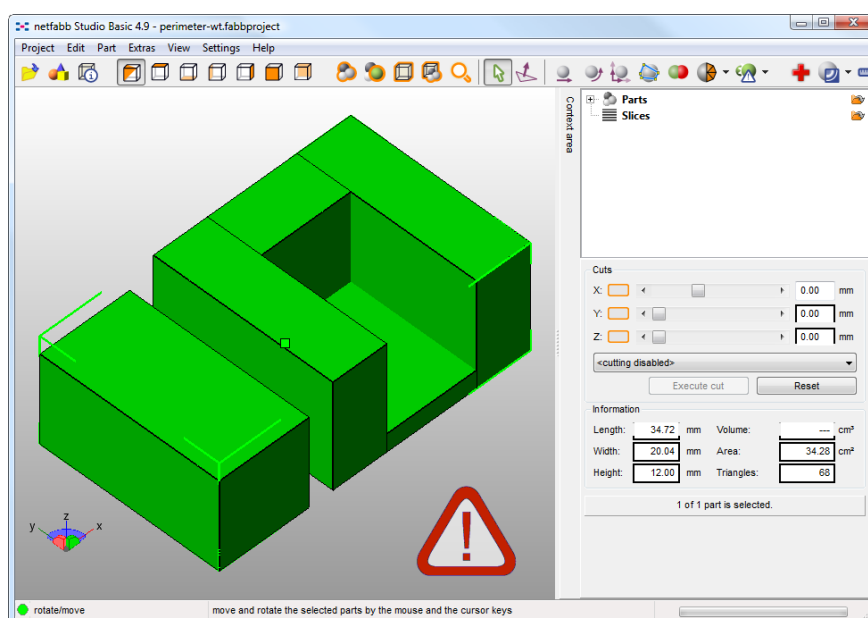 netfabb Studio Basic 4.9 - perimeter-wt.fabbproject
Project Edit Part Extras View Settings Help
Context area
Parts
Slices
Cuts
X: 0.00 mm
Y: 0.00 mm
Z: 0.00 mm
<cutting disabled>
Execute cut Reset
Information
Length: 34.72 mm Volume: --- cm³
Width: 20.04 mm Area: 34.28 cm²
Height: 12.00 mm Triangles: 68
1 of 1 part is selected.
z
y x
!
rotate/move move and rotate the selected parts by the mouse and the cursor keys